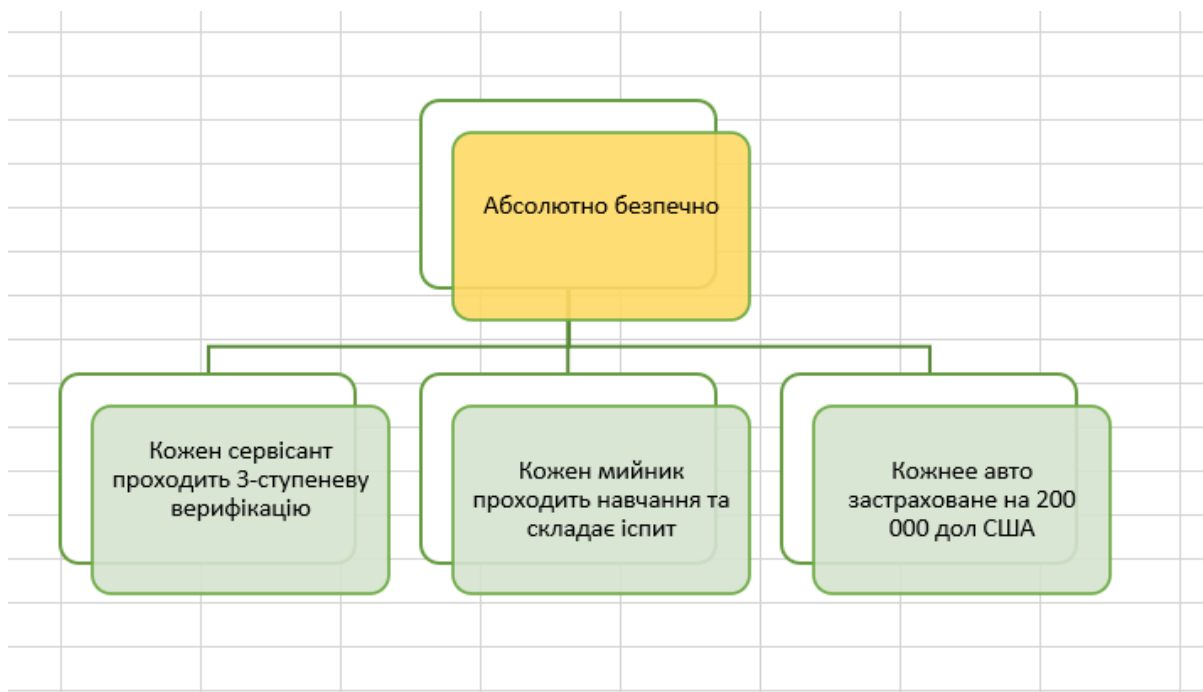 Абсолютно безпечно
Кожен сервісант
проходить 3-ступеневу
верифікацію
Кожен мийник
проходить навчання та
складає іспит
Кожнее авто
застраховане на 200
000 дол США